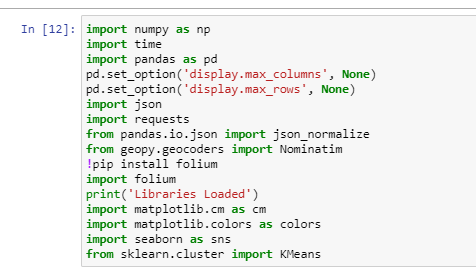 In [12]: import numpy as np
import time
import pandas as pd
pd.set_option('display.max_columns', None)
pd.set_option('display.max_rows', None)
import json
import requests
from pandas.io.json import json_normalize
from geopy.geocoders import Nominatim
!pip install folium
import folium
print('Libraries Loaded')
import matplotlib.cm as cm
import matplotlib.colors as colors
import seaborn as sns
from sklearn.cluster import KMeans